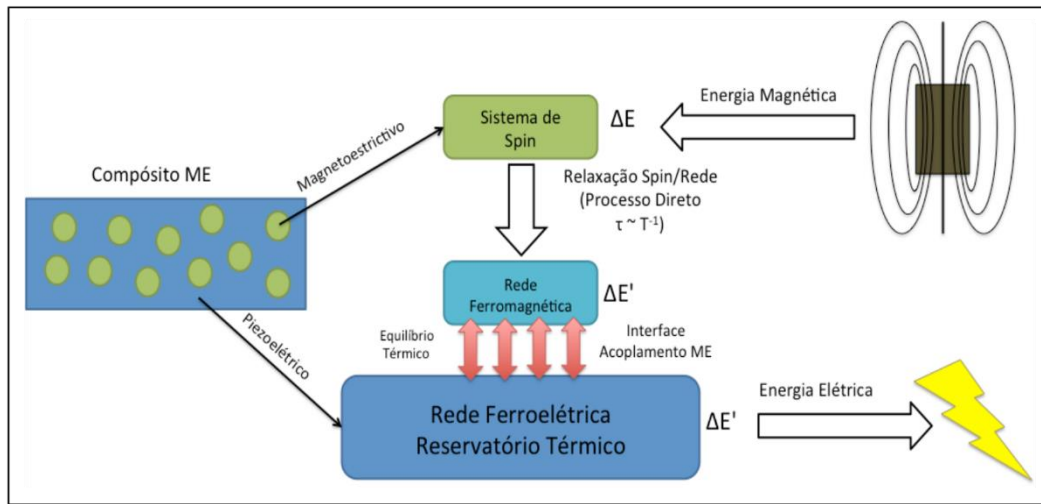 Compósito ME
Magnetoestrictivo
Piezoelétrico
Sistema de
Spin
ΔE
Energia Magnética
Relaxação Spin/Rede
(Processo Direto
τ ~ T⁻¹)
Rede
Ferromagnética
ΔE'
Equilíbrio
Térmico
Interface
Acoplamento ME
Rede Ferroelétrica
Reservatório Térmico
ΔE'
Energia Elétrica